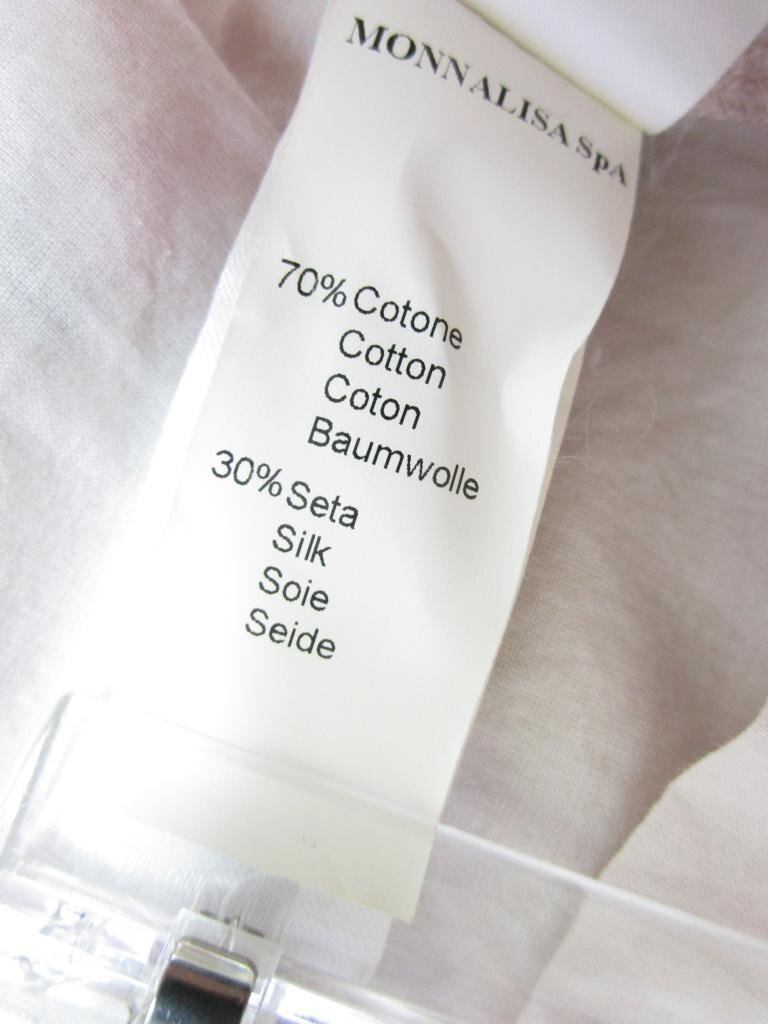 MONNALISA SpA
70% Cotone
Cotton
Coton
Baumwolle
30% Seta
Silk
Soie
Seide